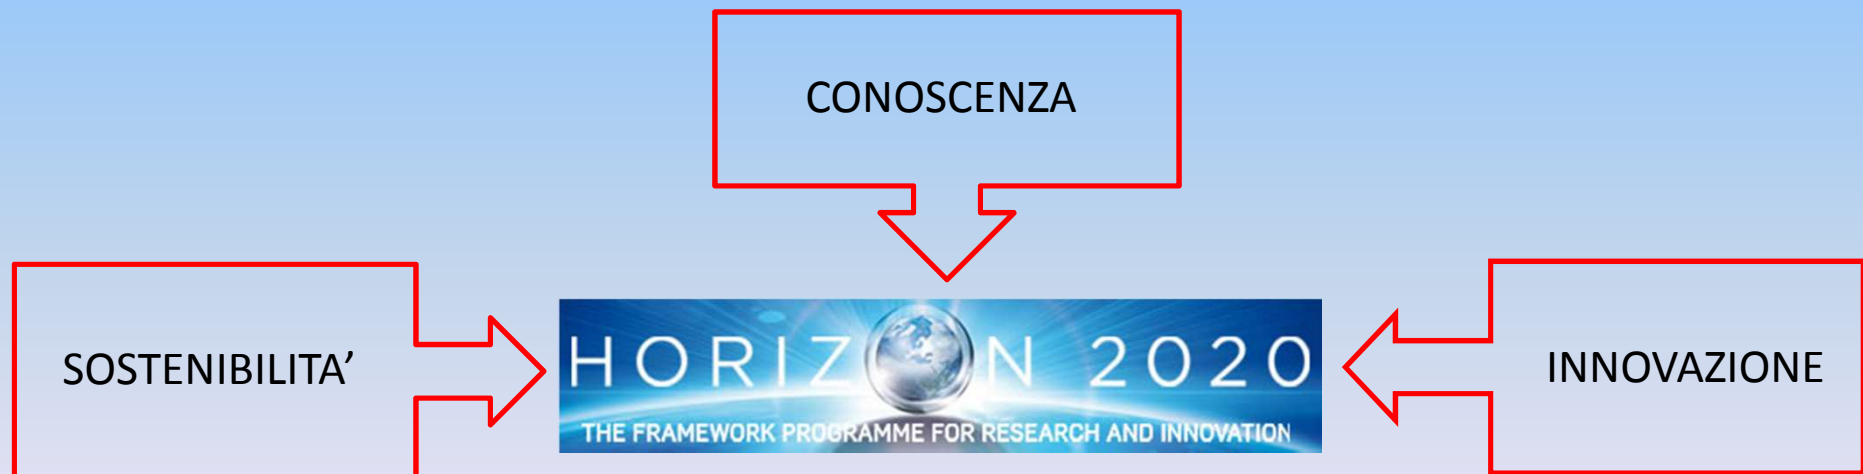 CONOSCENZA
SOSTENIBILITA’
HORIZON 2020
THE FRAMEWORK PROGRAMME FOR RESEARCH AND INNOVATION
INNOVAZIONE